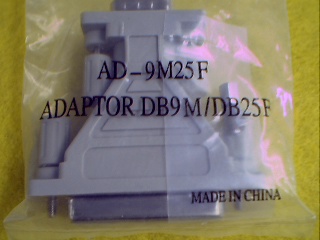 AD-9M25F
ADAPTOR DB9M/DB25F
MADE IN CHINA